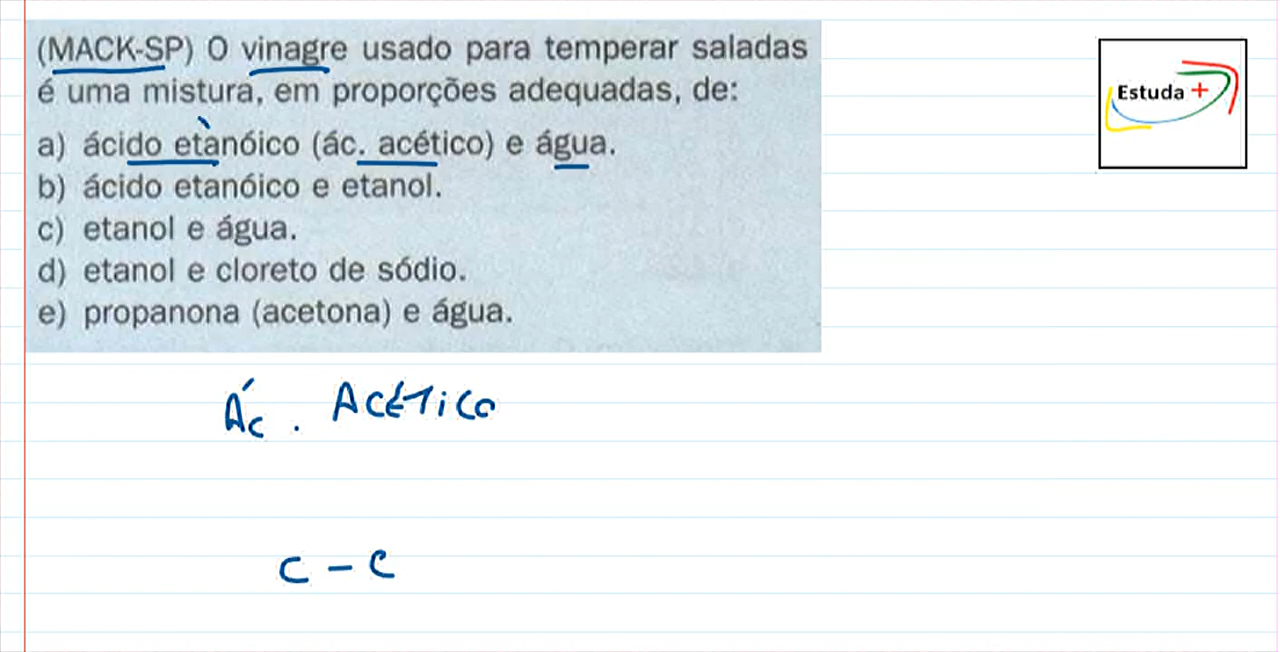 (MACK-SP) O vinagre usado para temperar saladas
é uma mistura, em proporções adequadas, de:
a) ácido etanóico (ác. acético) e água.
b) ácido etanóico e etanol.
c) etanol e água.
d) etanol e cloreto de sódio.
e) propanona (acetona) e água.
Estuda +
Ác. Acético
C - C